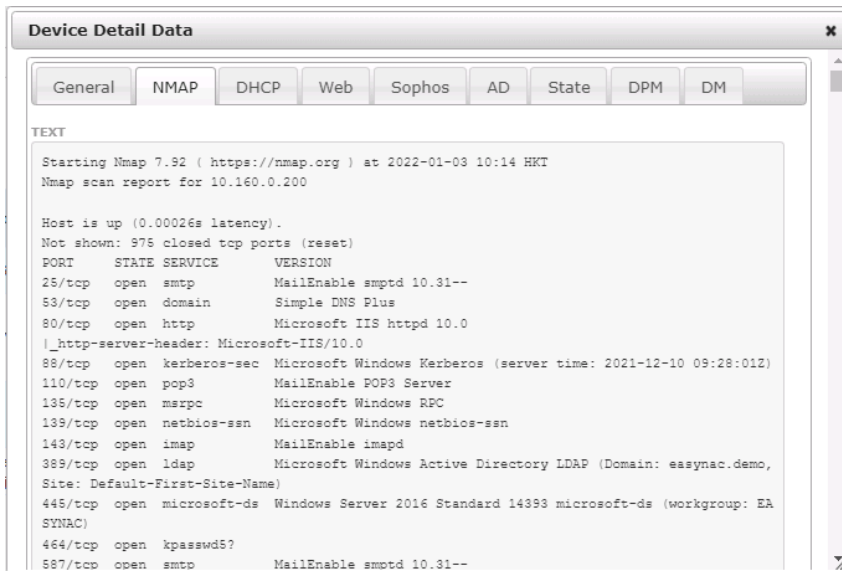 Device Detail Data
General NMAP DHCP Web Sophos AD State DPM DM
TEXT
Starting Nmap 7.92 ( https://nmap.org ) at 2022-01-03 10:14 HKT
Nmap scan report for 10.160.0.200
Host is up (0.00026s latency).
Not shown: 975 closed tcp ports (reset)
PORT STATE SERVICE VERSION
25/tcp open smtp MailEnable smptd 10.31--
53/tcp open domain Simple DNS Plus
80/tcp open http Microsoft IIS httpd 10.0
|_http-server-header: Microsoft-IIS/10.0
88/tcp open kerberos-sec Microsoft Windows Kerberos (server time: 2021-12-10 09:28:01Z)
110/tcp open pop3 MailEnable POP3 Server
135/tcp open msrpc Microsoft Windows RPC
139/tcp open netbios-ssn Microsoft Windows netbios-ssn
143/tcp open imap MailEnable imapd
389/tcp open ldap Microsoft Windows Active Directory LDAP (Domain: easynac.demo,
Site: Default-First-Site-Name)
445/tcp open microsoft-ds Windows Server 2016 Standard 14393 microsoft-ds (workgroup: EA
SYNAC)
464/tcp open kpasswd5?
587/tcp open smtp MailEnable smptd 10.31--